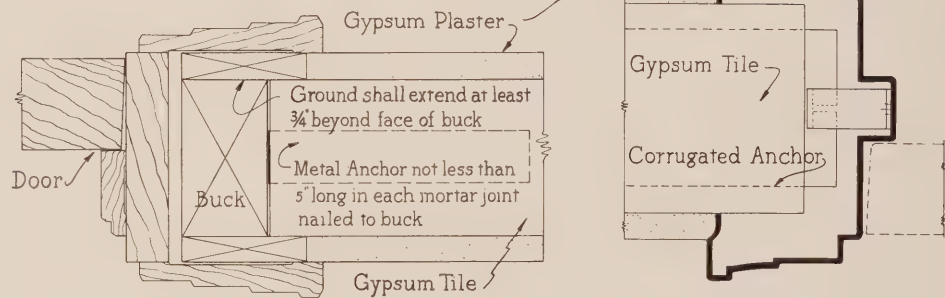 Gypsum Plaster
Ground shall extend at least
3/4" beyond face of buck
Door
Buck
Metal Anchor not less than
5" long in each mortar joint
nailed to buck
Gypsum Tile
Gypsum Tile
Corrugated Anchor